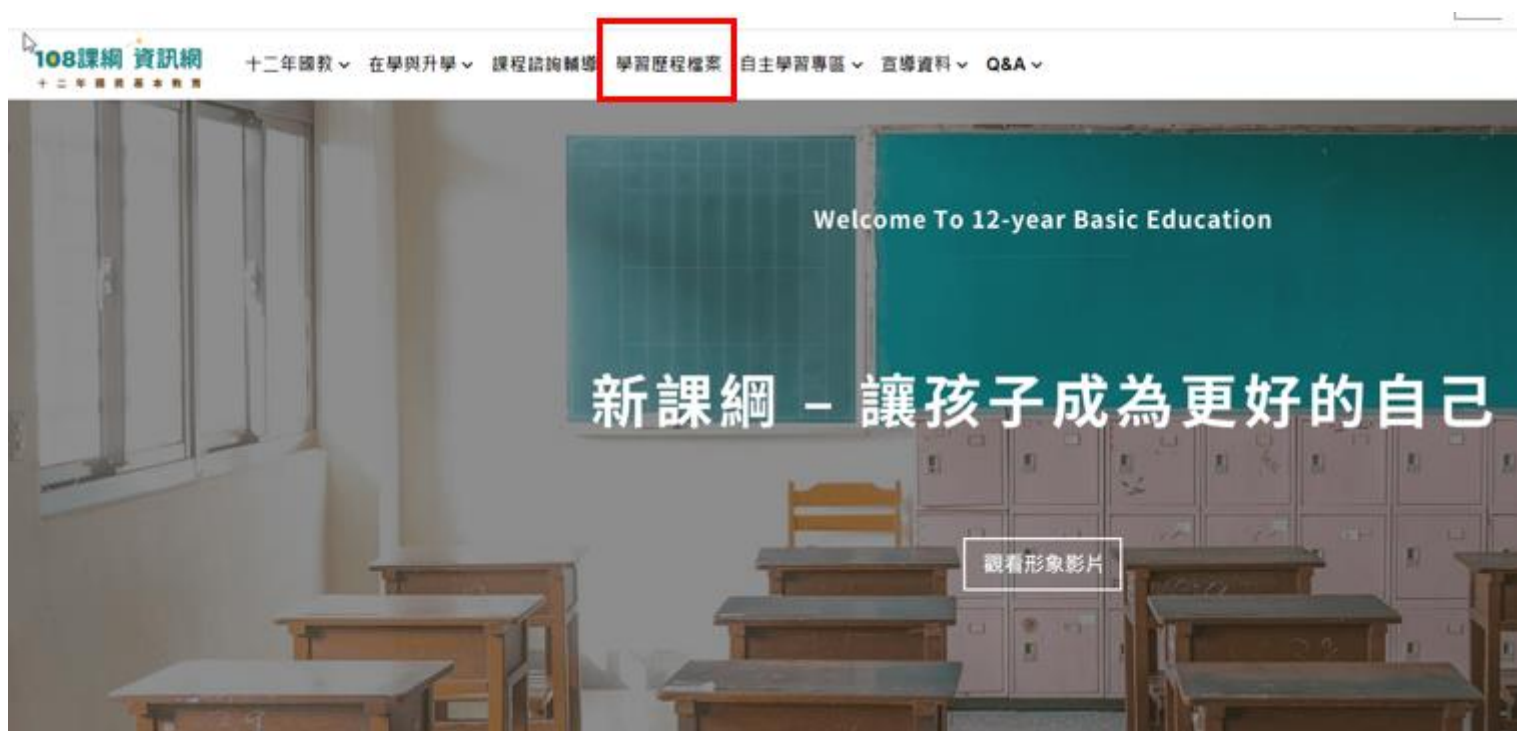 108課綱 資訊網
十二年國民基本教育
十二年國教 在學與升學 課程諮詢輔導 學習歷程檔案 自主學習專區 宣導資料 Q&A
Welcome To 12-year Basic Education
新課綱 – 讓孩子成為更好的自己
觀看形象影片